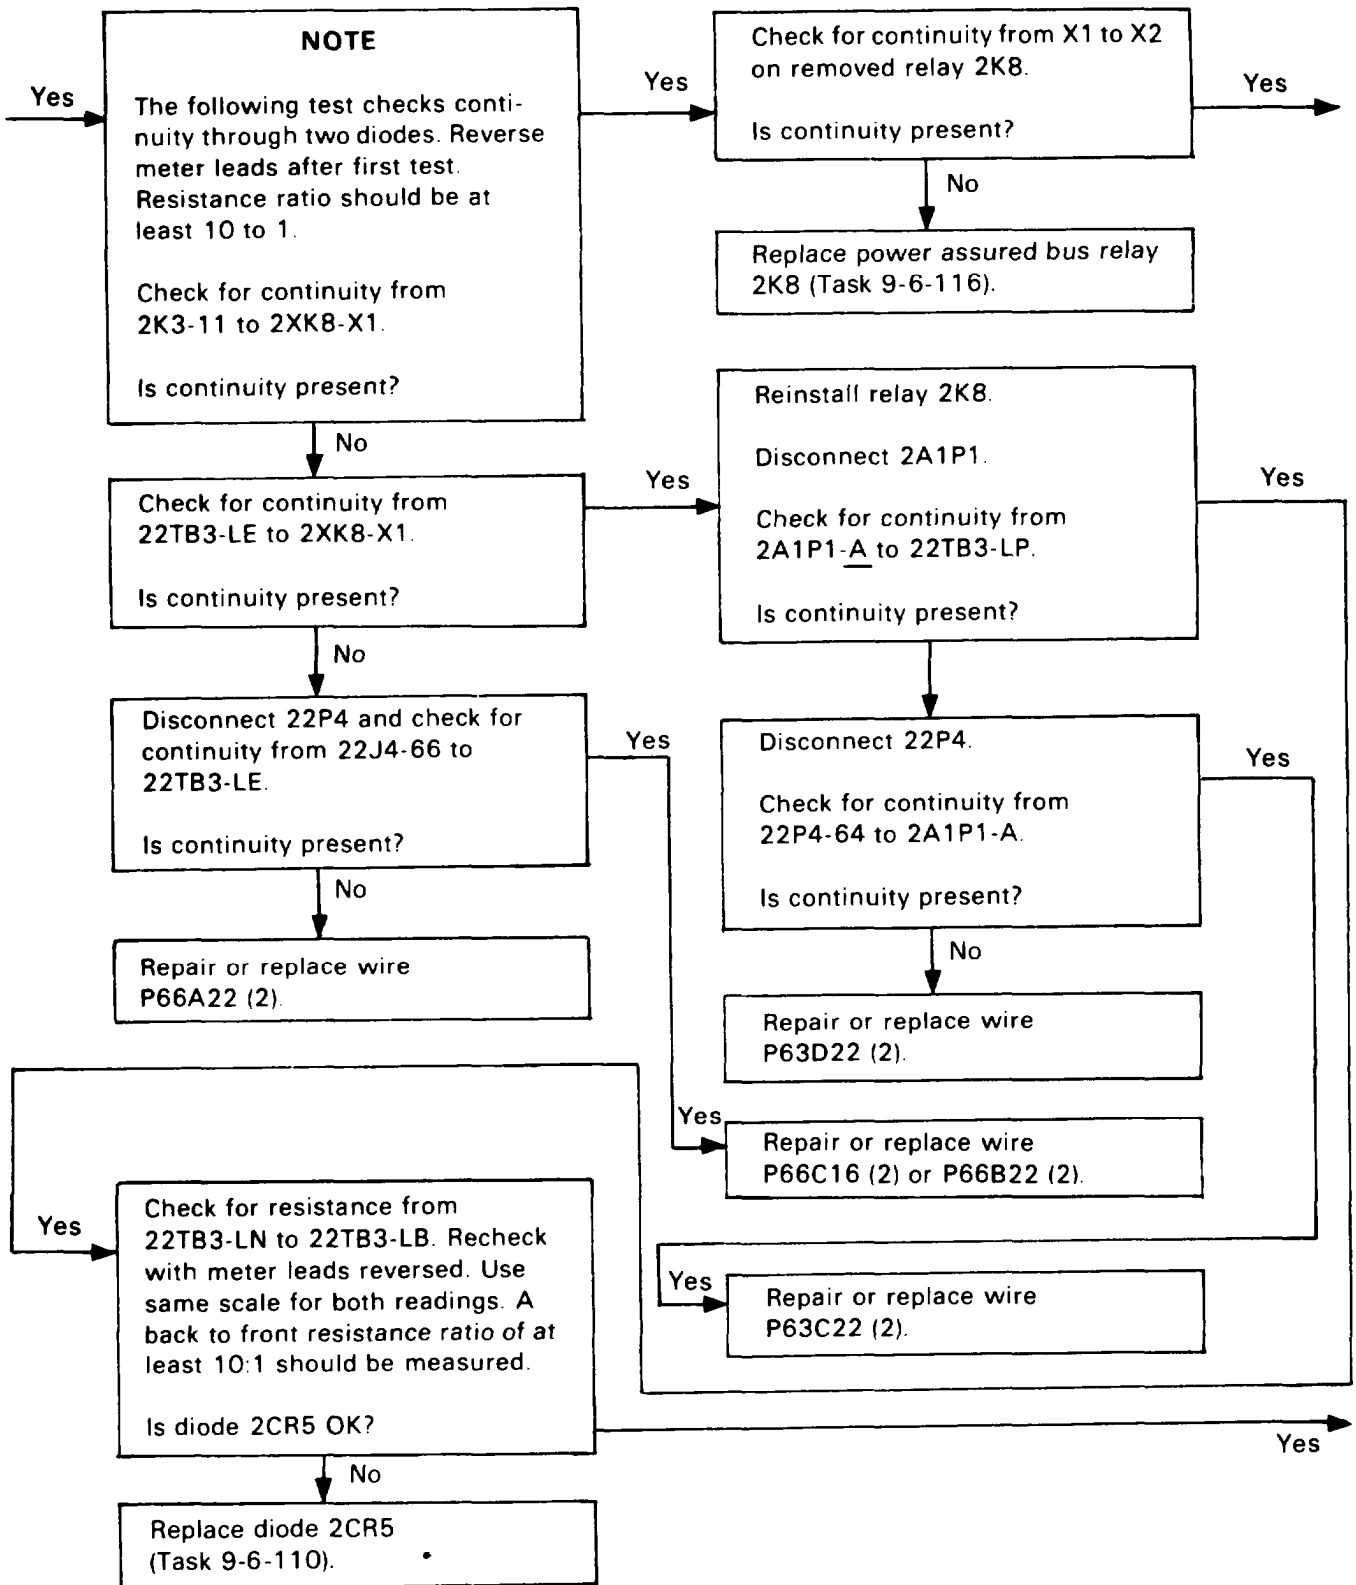 Yes
NOTE
The following test checks conti-
nuity through two diodes. Reverse
meter leads after first test.
Resistance ratio should be at
least 10 to 1.
Check for continuity from
2K3-11 to 2XK8-X1.
Is continuity present?
Yes
Check for continuity from X1 to X2
on removed relay 2K8.
Is continuity present?
Yes
No
Replace power assured bus relay
2K8 (Task 9-6-116).
No
Check for continuity from
22TB3-LE to 2XK8-X1.
Is continuity present?
Yes
Reinstall relay 2K8.
Disconnect 2A1P1.
Check for continuity from
2A1P1-A to 22TB3-LP.
Is continuity present?
Yes
No
Disconnect 22P4 and check for
continuity from 22J4-66 to
22TB3-LE.
Is continuity present?
Yes
Disconnect 22P4.
Check for continuity from
22P4-64 to 2A1P1-A.
Is continuity present?
Yes
No
Repair or replace wire
P66A22 (2).
No
Repair or replace wire
P63D22 (2).
Yes
Repair or replace wire
P66C16 (2) or P66B22 (2).
Yes
Check for resistance from
22TB3-LN to 22TB3-LB. Recheck
with meter leads reversed. Use
same scale for both readings. A
back to front resistance ratio of at
least 10:1 should be measured.
Is diode 2CR5 OK?
Yes
Repair or replace wire
P63C22 (2).
Yes
No
Replace diode 2CR5
(Task 9-6-110).